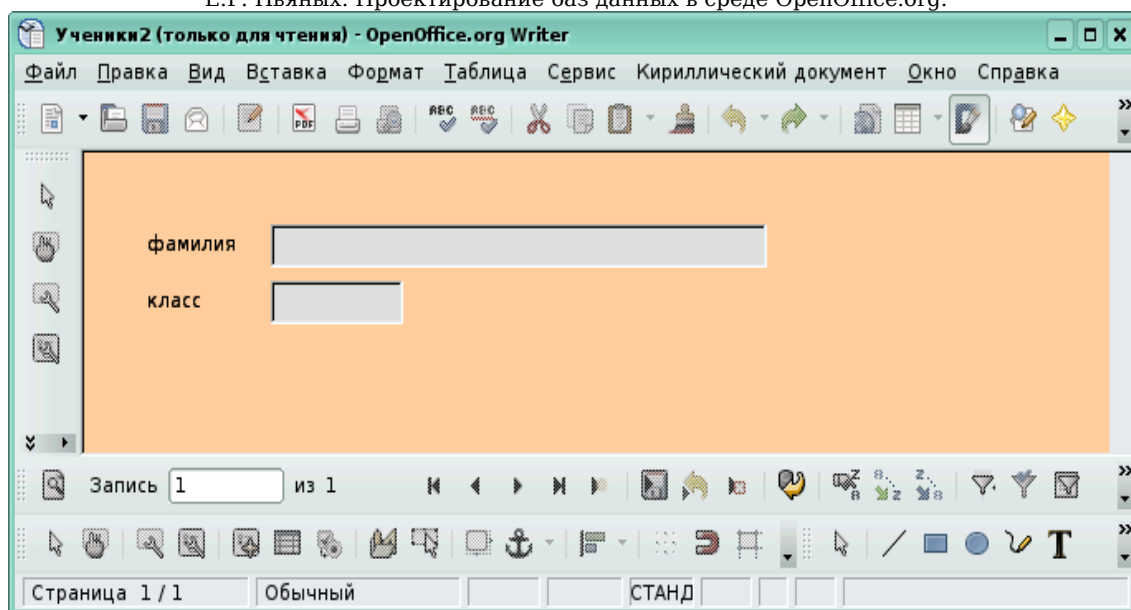 Е.Г. Пьяных. Проектирование баз данных в среде OpenOffice.org.
Ученики2 (только для чтения) - OpenOffice.org Writer
Файл Правка Вид Вставка Формат Таблица Сервис Кириллический документ Окно Справка
фамилия
класс
Запись 1 из 1
Страница 1 / 1 Обычный СТАНД